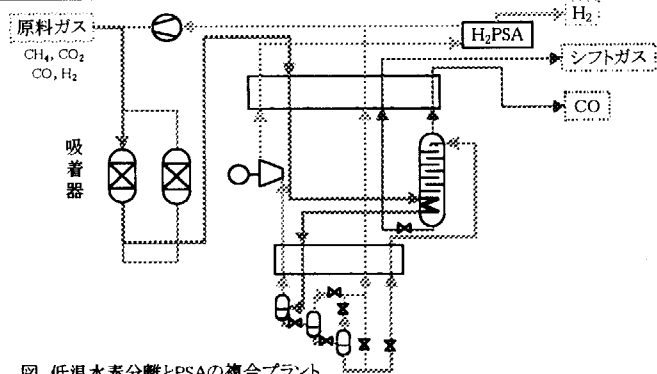 原料ガス
CH₄, CO₂
CO, H₂
H₂
H₂PSA
シフトガス
CO
吸着器
図 低温水素分離とPSAの複合プラント